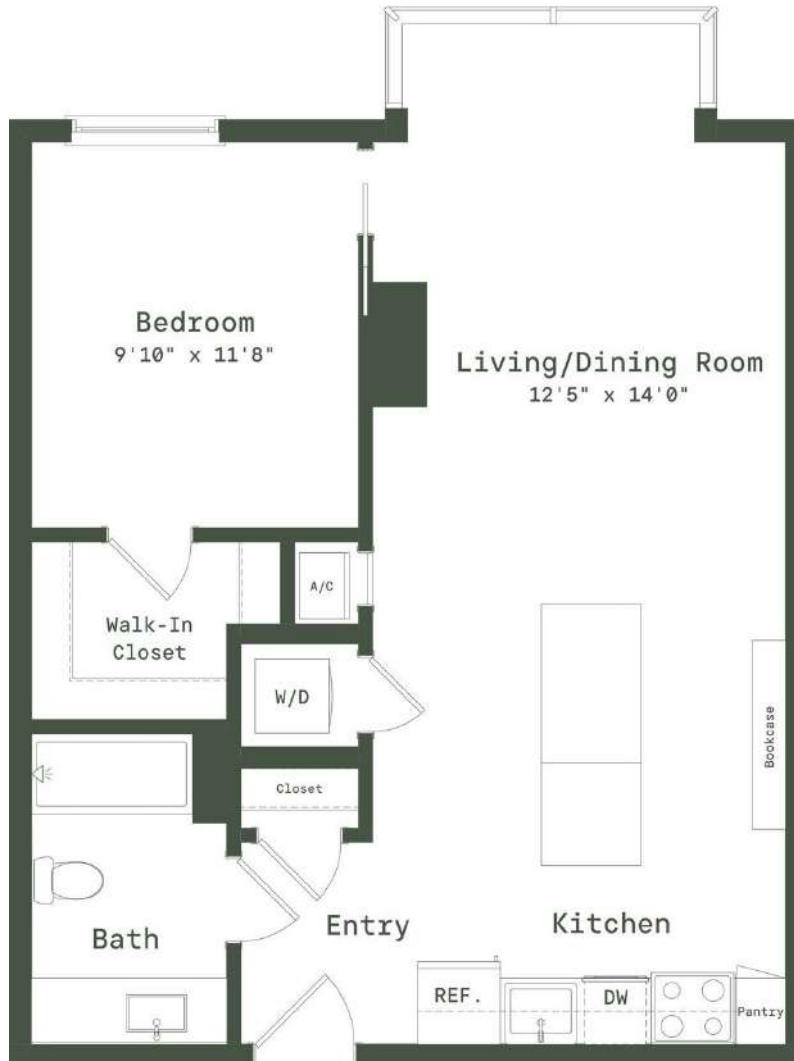 Bedroom
9'10" x 11'8"
Living/Dining Room
12'5" x 14'0"
A/C
Walk-In
Closet
W/D
Bookcase
Closet
Bath
Entry
Kitchen
REF.
DW
Pantry